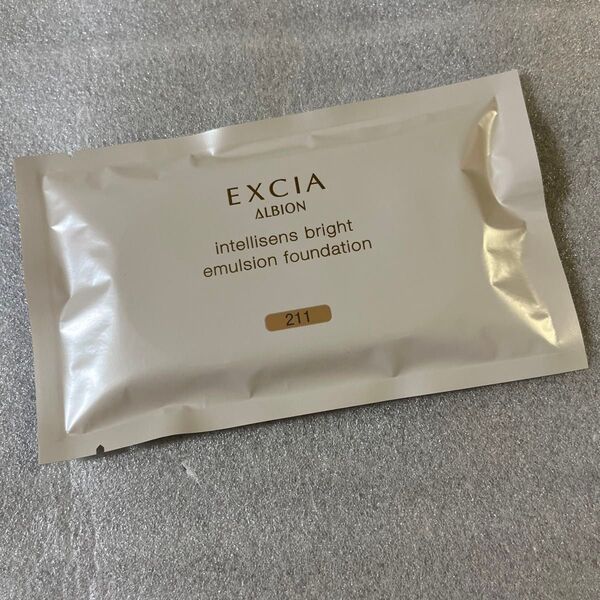 EXCIA
ALBION
intellisens bright
emulsion foundation
211